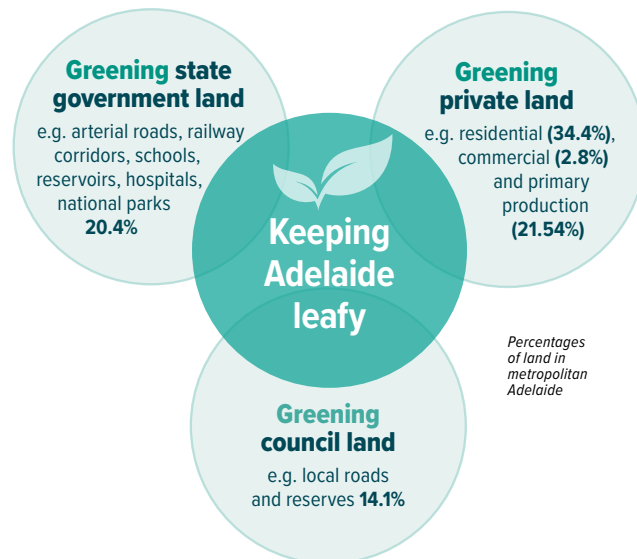 Greening state
government land
e.g. arterial roads, railway
corridors, schools,
reservoirs, hospitals,
national parks
20.4%
Greening
private land
e.g. residential (34.4%),
commercial (2.8%)
and primary
production
(21.54%)
Keeping
Adelaide
leafy
Percentages
of land in
metropolitan
Adelaide
Greening
council land
e.g. local roads
and reserves 14.1%